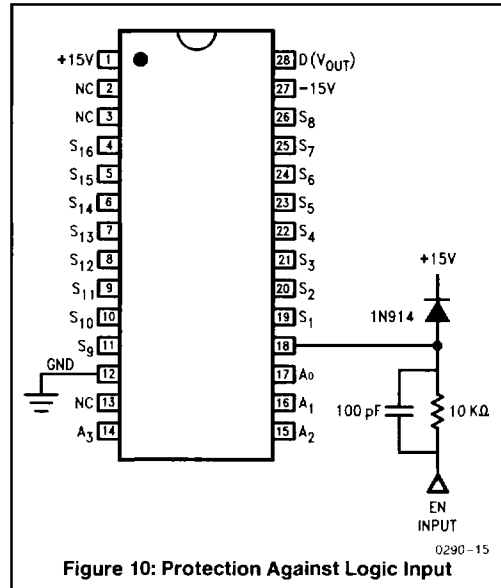 +15V 1 28 D(VOUT)
NC 2 27 -15V
NC 3 26 S8
S16 4 25 S7
S15 5 24 S6
S14 6 23 S5
S13 7 22 S4
S12 8 21 S3
S11 9 20 S2
S10 10 19 S1
S9 11 18
GND 12 17 A0
NC 13 16 A1
A3 14 15 A2
+15V
1N914
100 pF 10 KΩ
EN
INPUT
0290-15
Figure 10: Protection Against Logic Input